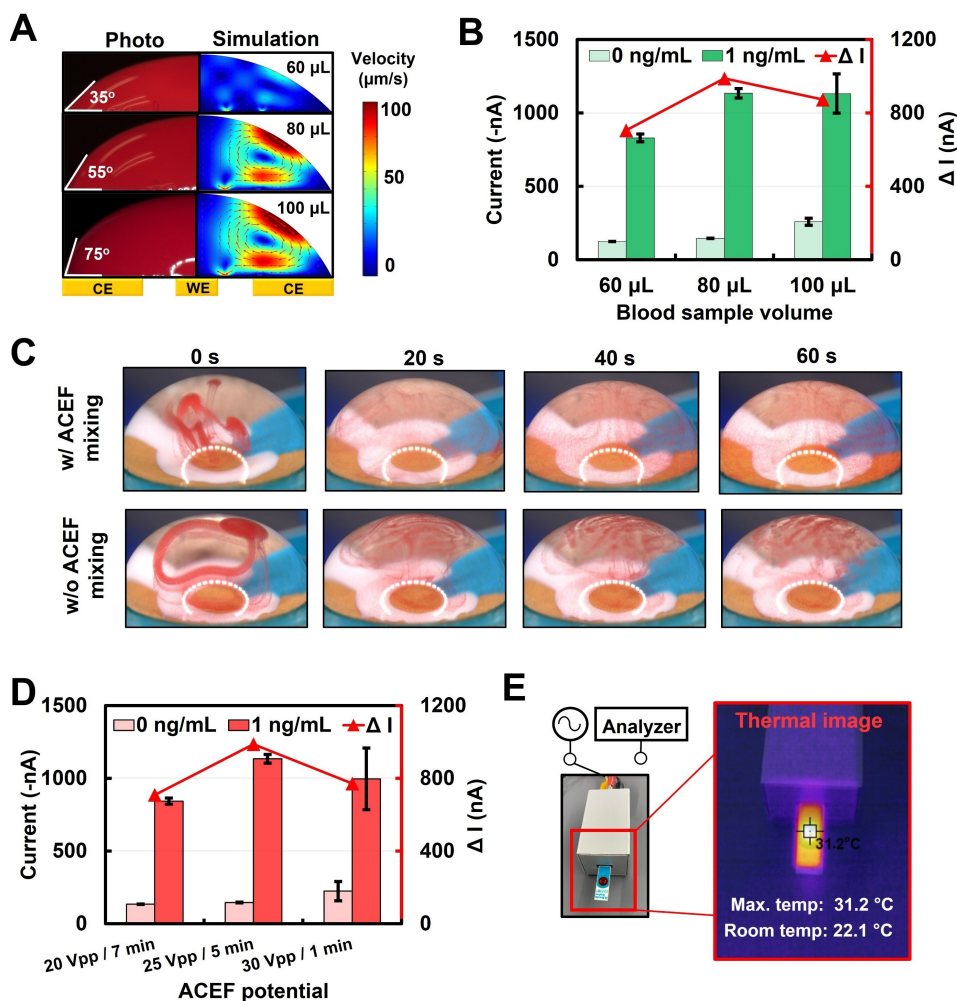 A
Photo Simulation
Velocity
(μm/s)
35°
60 μL
100
55°
80 μL
50
75°
100 μL
0
CE WE CE
B
0 ng/mL 1 ng/mL Δ I
1500
1000
500
0
Current (-nA)
1200
800
400
0
Δ I (nA)
60 μL 80 μL 100 μL
Blood sample volume
C
0 s 20 s 40 s 60 s
w/ ACEF
mixing
w/o ACEF
mixing
D
0 ng/mL 1 ng/mL Δ I
1500
1000
500
0
Current (-nA)
1200
800
400
0
Δ I (nA)
20 Vpp / 7 min 25 Vpp / 5 min 30 Vpp / 1 min
ACEF potential
E
Analyzer
Thermal image
31.2°C
Max. temp: 31.2 °C
Room temp: 22.1 °C